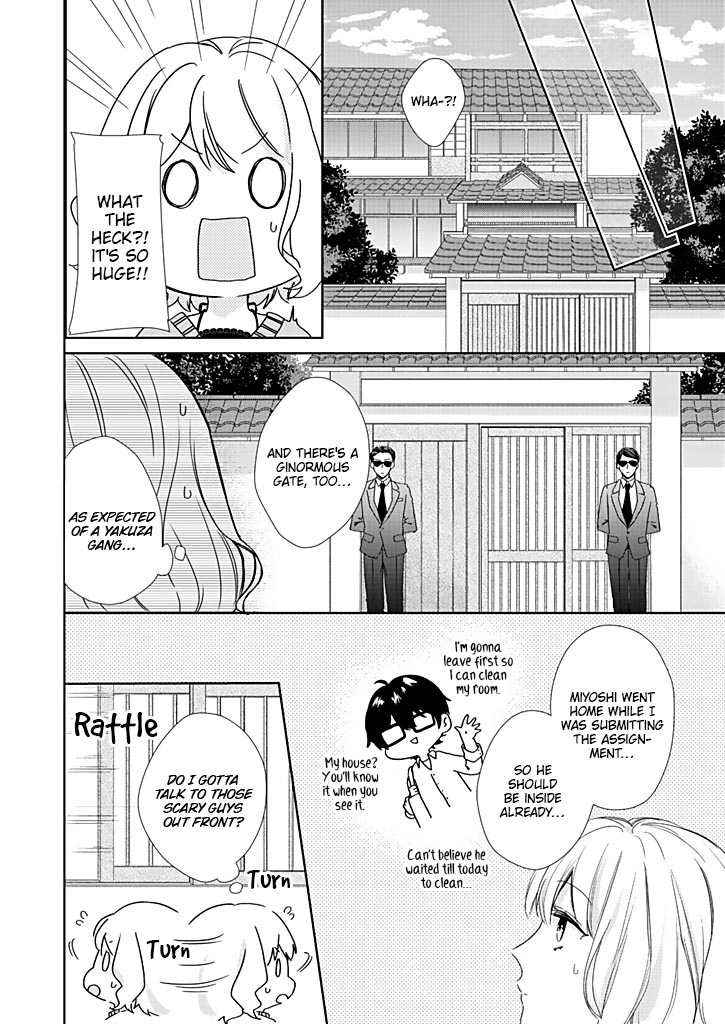 WHA-?!
WHAT
THE
HECK?!
IT'S SO
HUGE!!
AND THERE'S A
GINORMOUS
GATE, TOO...
AS EXPECTED
OF A YAKUZA
GANG...
MIYOSHI WENT
HOME WHILE I
WAS SUBMITTING
THE ASSIGN-
MENT...
SO HE
SHOULD
BE INSIDE
ALREADY...
I'm gonna
leave first so
I can clean
my room.
My house?
You'll know
it when you
see it.
Can't believe he
waited till today
to clean...
Rattle
DO I GOTTA
TALK TO THOSE
SCARY GUYS
OUT FRONT?
Turn
Turn